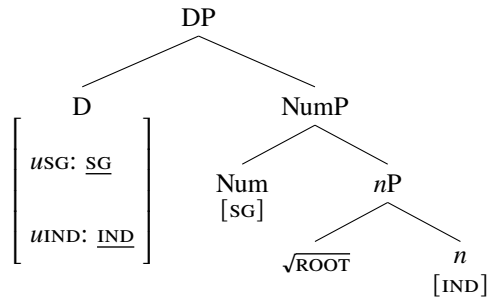 DP
D NumP
uSG: SG
uIND: IND
Num nP
[SG]
√ROOT n
[IND]